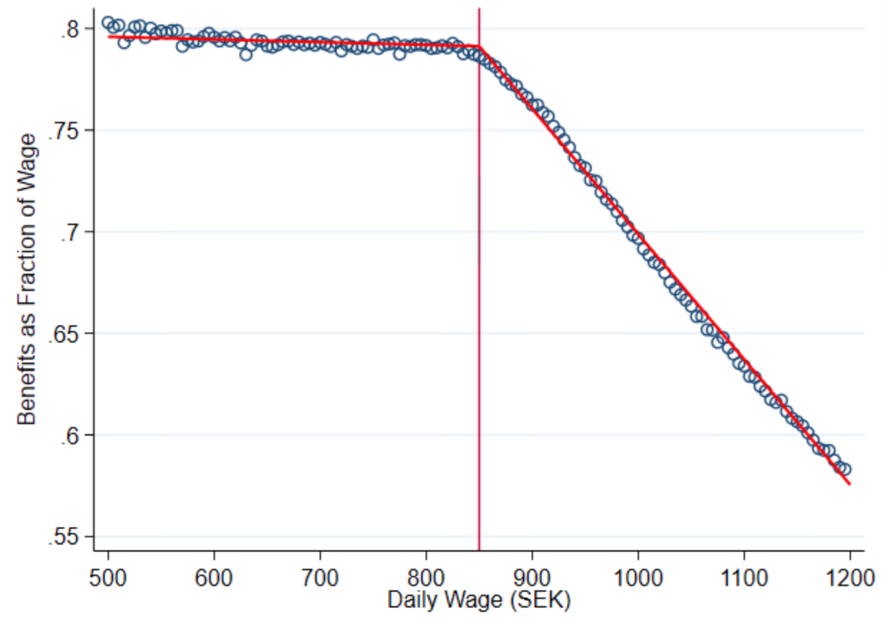 Benefits as Fraction of Wage
.8
.75
.7
.65
.6
.55
500 600 700 800 900 1000 1100 1200
Daily Wage (SEK)